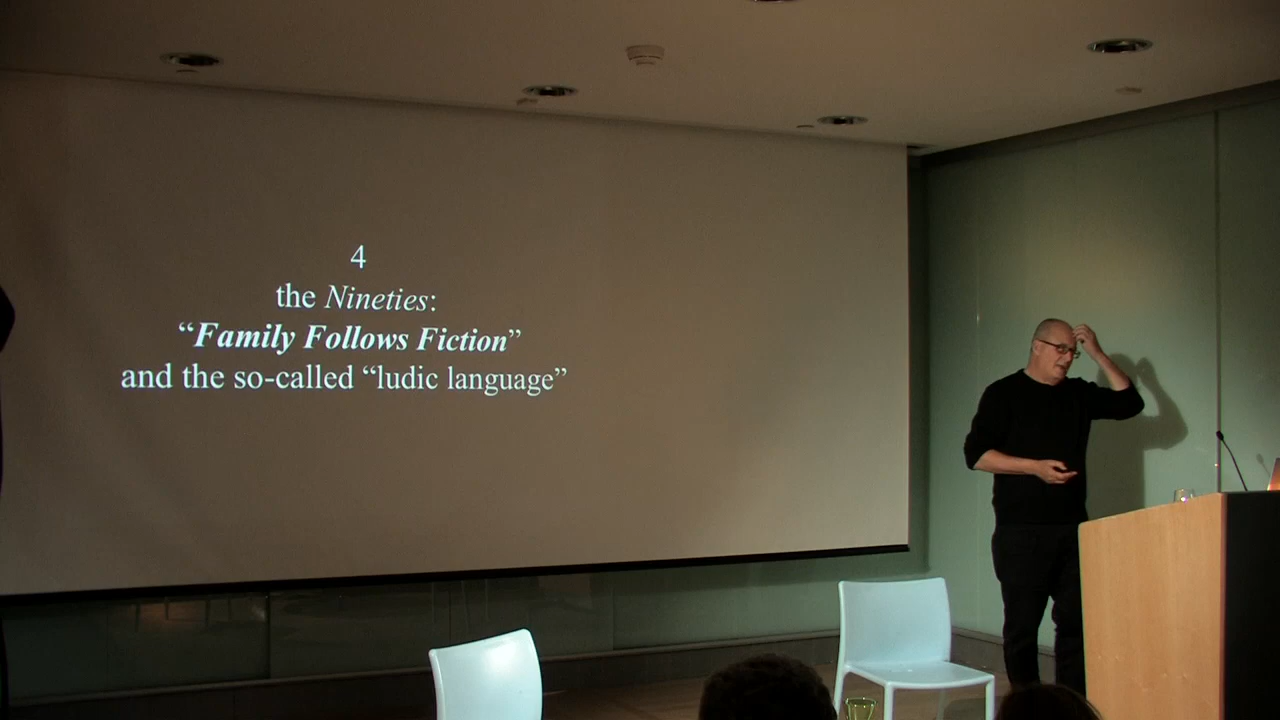 4
the Nineties:
“Family Follows Fiction”
and the so-called “ludic language”